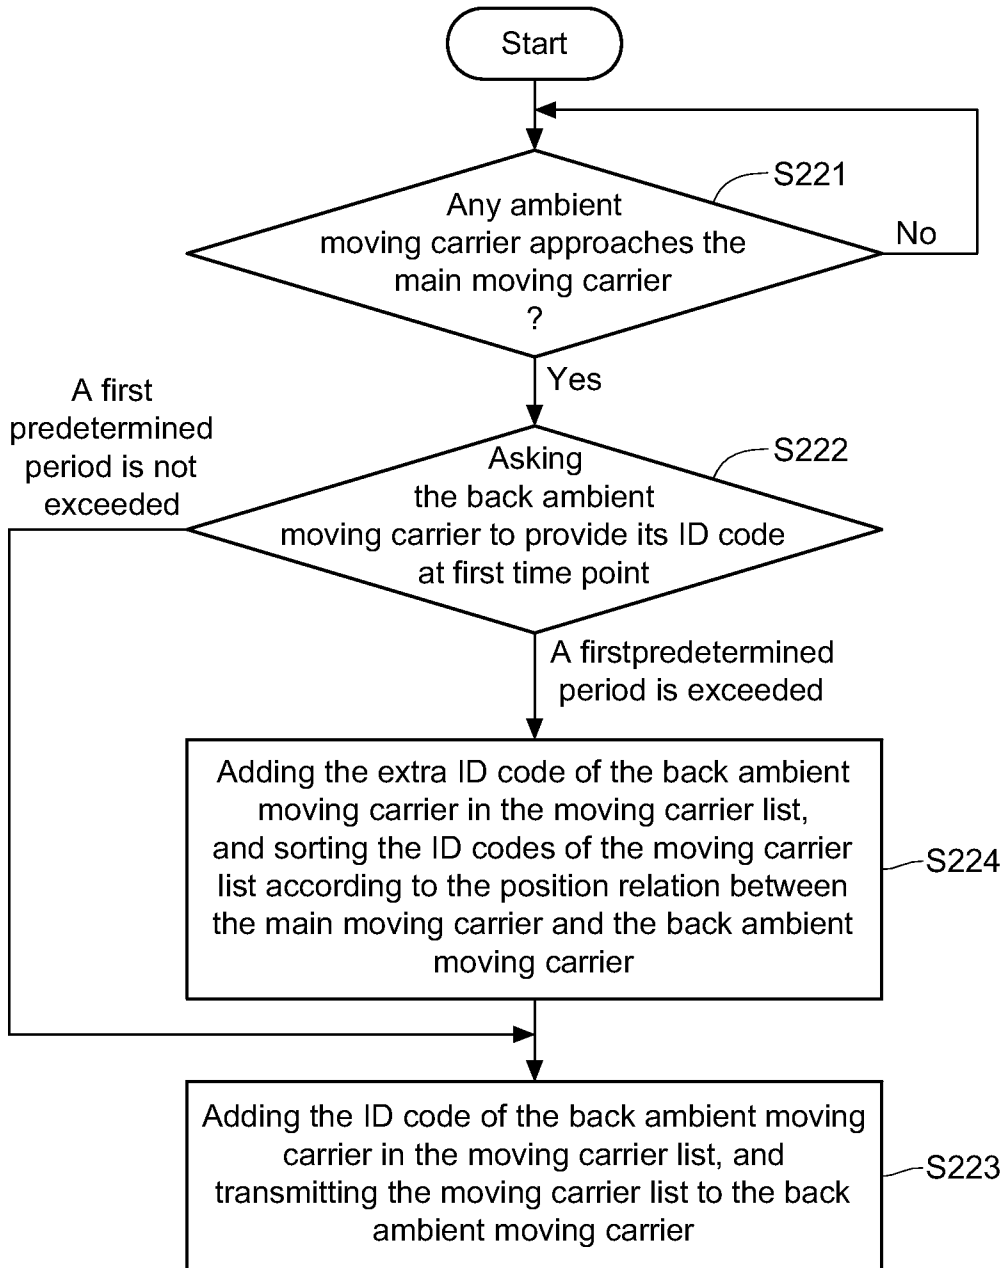 Start
S221
Any ambient
moving carrier approaches the
main moving carrier
?
No
Yes
A first
predetermined
period is not
exceeded
S222
Asking
the back ambient
moving carrier to provide its ID code
at first time point
A firstpredetermined
period is exceeded
Adding the extra ID code of the back ambient
moving carrier in the moving carrier list,
and sorting the ID codes of the moving carrier
list according to the position relation between
the main moving carrier and the back ambient
moving carrier
S224
Adding the ID code of the back ambient moving
carrier in the moving carrier list, and
transmitting the moving carrier list to the back
ambient moving carrier
S223